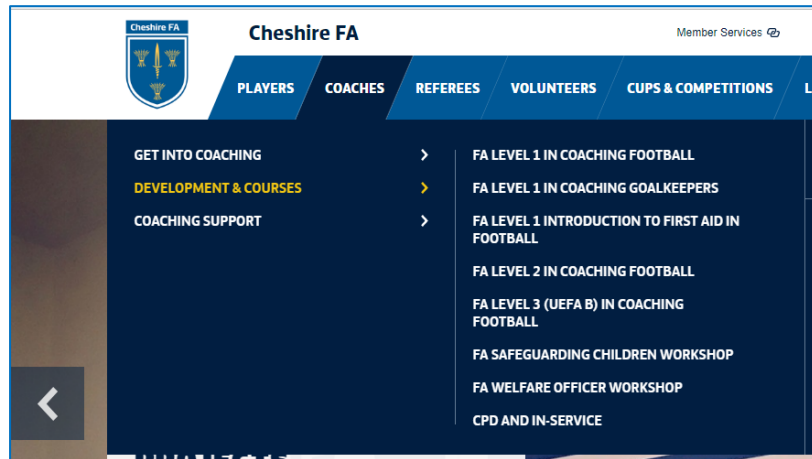 Cheshire FA
Cheshire FA
Member Services
PLAYERS
COACHES
REFEREES
VOLUNTEERS
CUPS & COMPETITIONS
L
GET INTO COACHING
DEVELOPMENT & COURSES
COACHING SUPPORT
FA LEVEL 1 IN COACHING FOOTBALL
FA LEVEL 1 IN COACHING GOALKEEPERS
FA LEVEL 1 INTRODUCTION TO FIRST AID IN
FOOTBALL
FA LEVEL 2 IN COACHING FOOTBALL
FA LEVEL 3 (UEFA B) IN COACHING
FOOTBALL
FA SAFEGUARDING CHILDREN WORKSHOP
FA WELFARE OFFICER WORKSHOP
CPD AND IN-SERVICE